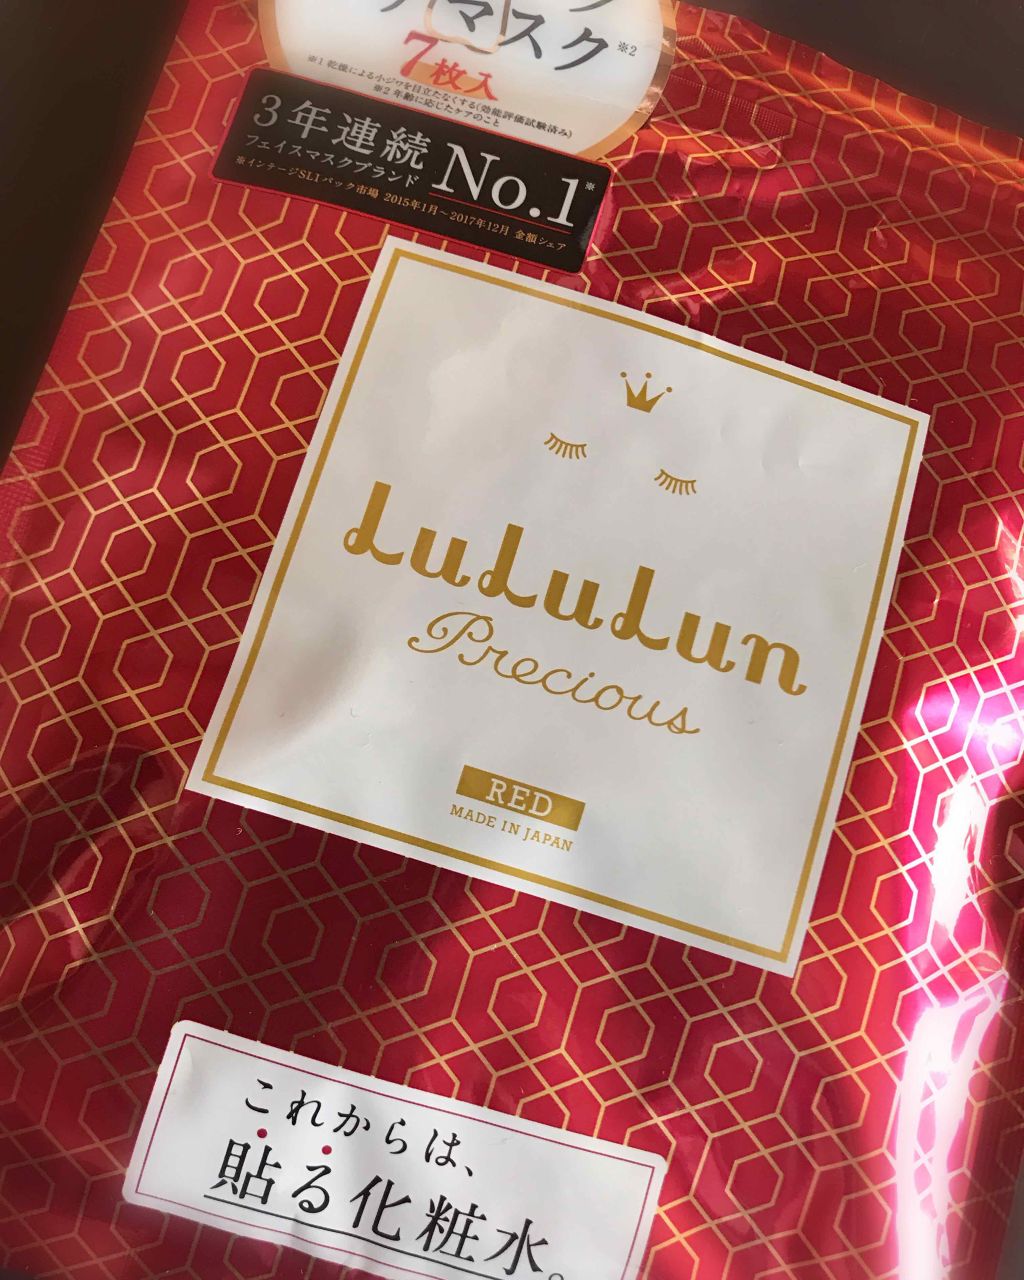 マスク※2
7枚入
※1 乾燥による小ジワを目立たなくする(効能評価試験済み)
※2 年齢に応じたケアのこと
3年連続 No.1※
フェイスマスクブランド
※インテージSLI パック市場 2015年1月〜2017年12月 金額シェア
LuLuLun
Precious
RED
MADE IN JAPAN
これからは、
貼る化粧水。